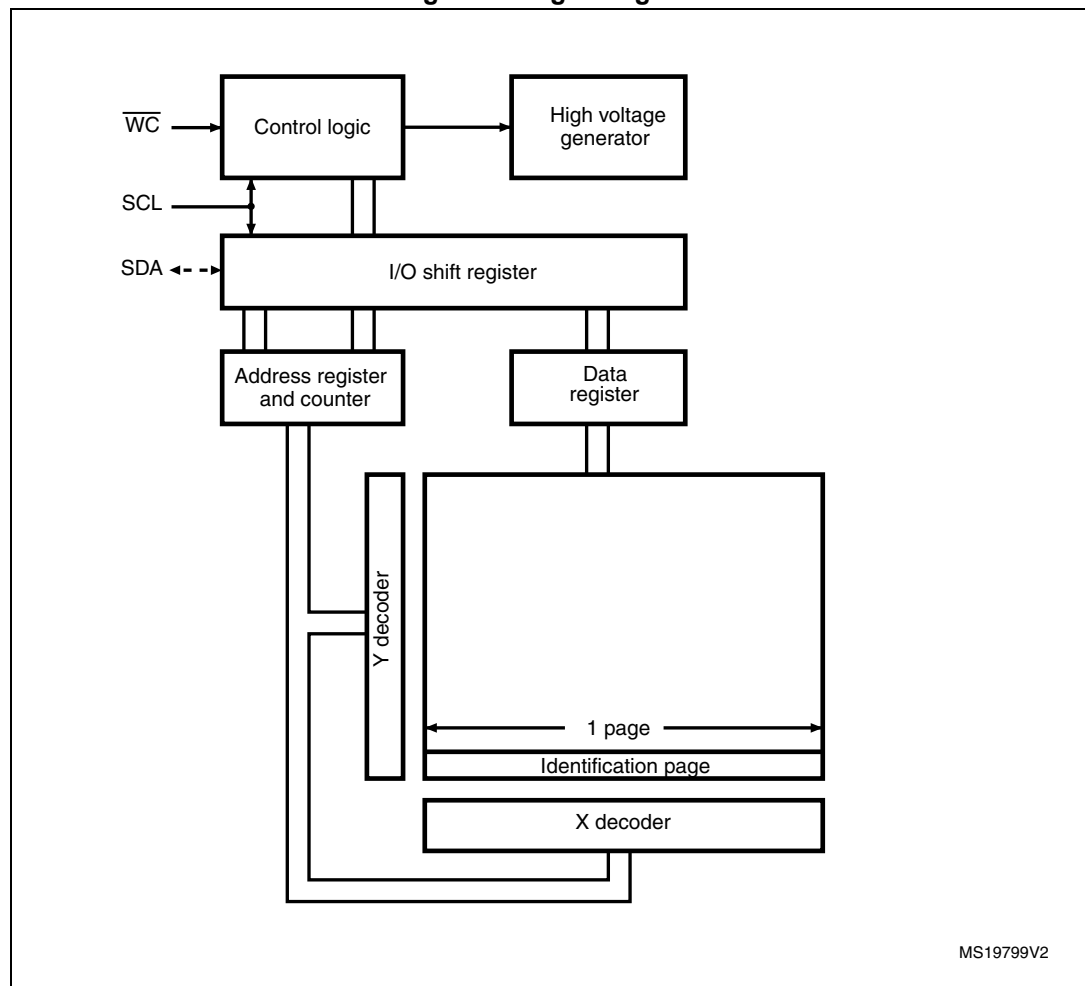 W̅C̅
Control logic
High voltage
generator
SCL
SDA
I/O shift register
Address register
and counter
Data
register
Y decoder
1 page
Identification page
X decoder
MS19799V2